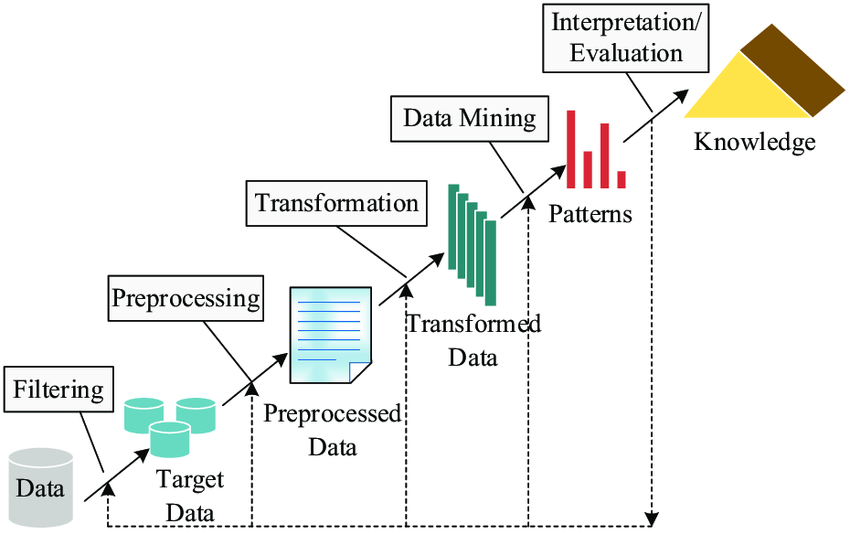 Interpretation/
Evaluation
Knowledge
Data Mining
Patterns
Transformation
Transformed
Data
Preprocessing
Preprocessed
Data
Filtering
Target
Data
Data